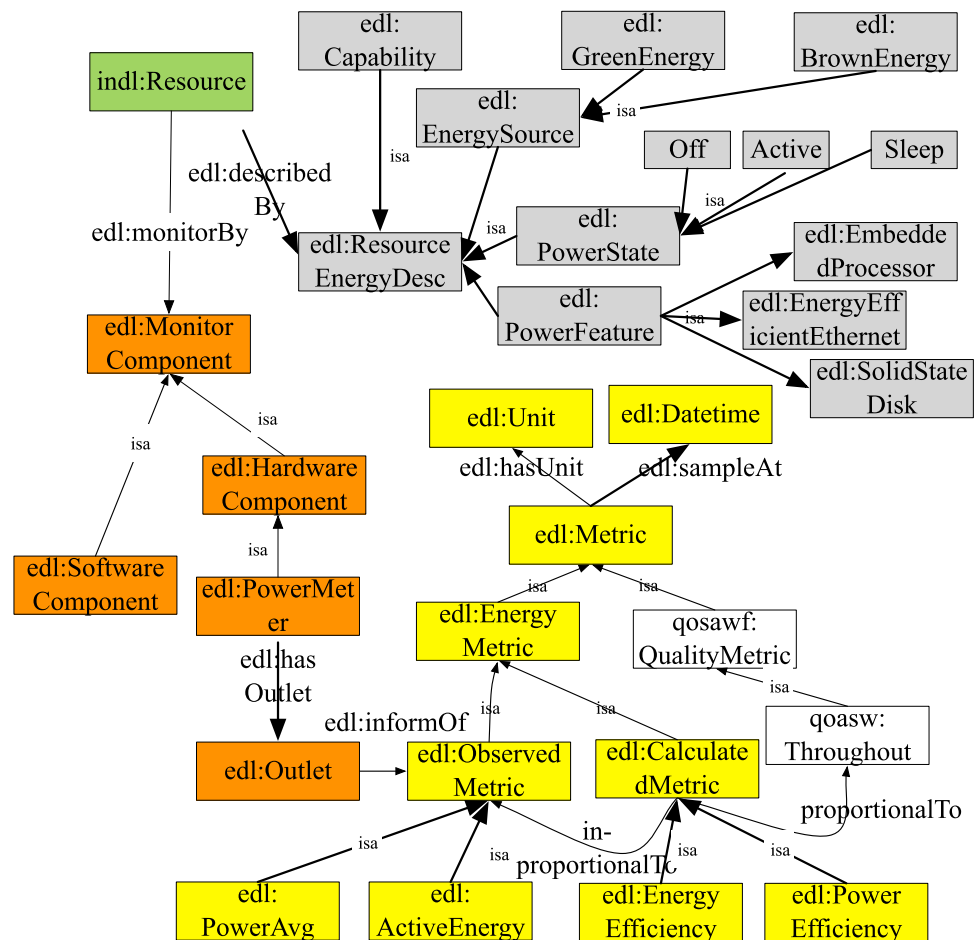 edl:
Capability
edl:
GreenEnergy
edl:
BrownEnergy
indl:Resource
edl:
EnergySource
isa
isa
Off
Active
Sleep
edl:described
By
isa
edl:monitorBy
edl:Resource
EnergyDesc
isa
edl:
PowerState
edl:Embedde
dProcessor
edl:
PowerFeature
isa
edl:EnergyEff
icientEthernet
edl:Monitor
Component
edl:SolidState
Disk
edl:Unit
edl:Datetime
isa
isa
edl:hasUnit
edl:sampleAt
edl:Hardware
Component
edl:Metric
isa
edl:Software
Component
edl:PowerMet
er
isa
isa
edl:Energy
Metric
qosawf:
QualityMetric
edl:has
Outlet
isa
isa
isa
edl:informOf
qoasw:
Throughout
edl:Outlet
edl:Observed
Metric
edl:Calculate
dMetric
proportionalTo
isa
isa
in-
proportionalTo
isa
isa
edl:
PowerAvg
edl:
ActiveEnergy
edl:Energy
Efficiency
edl:Power
Efficiency